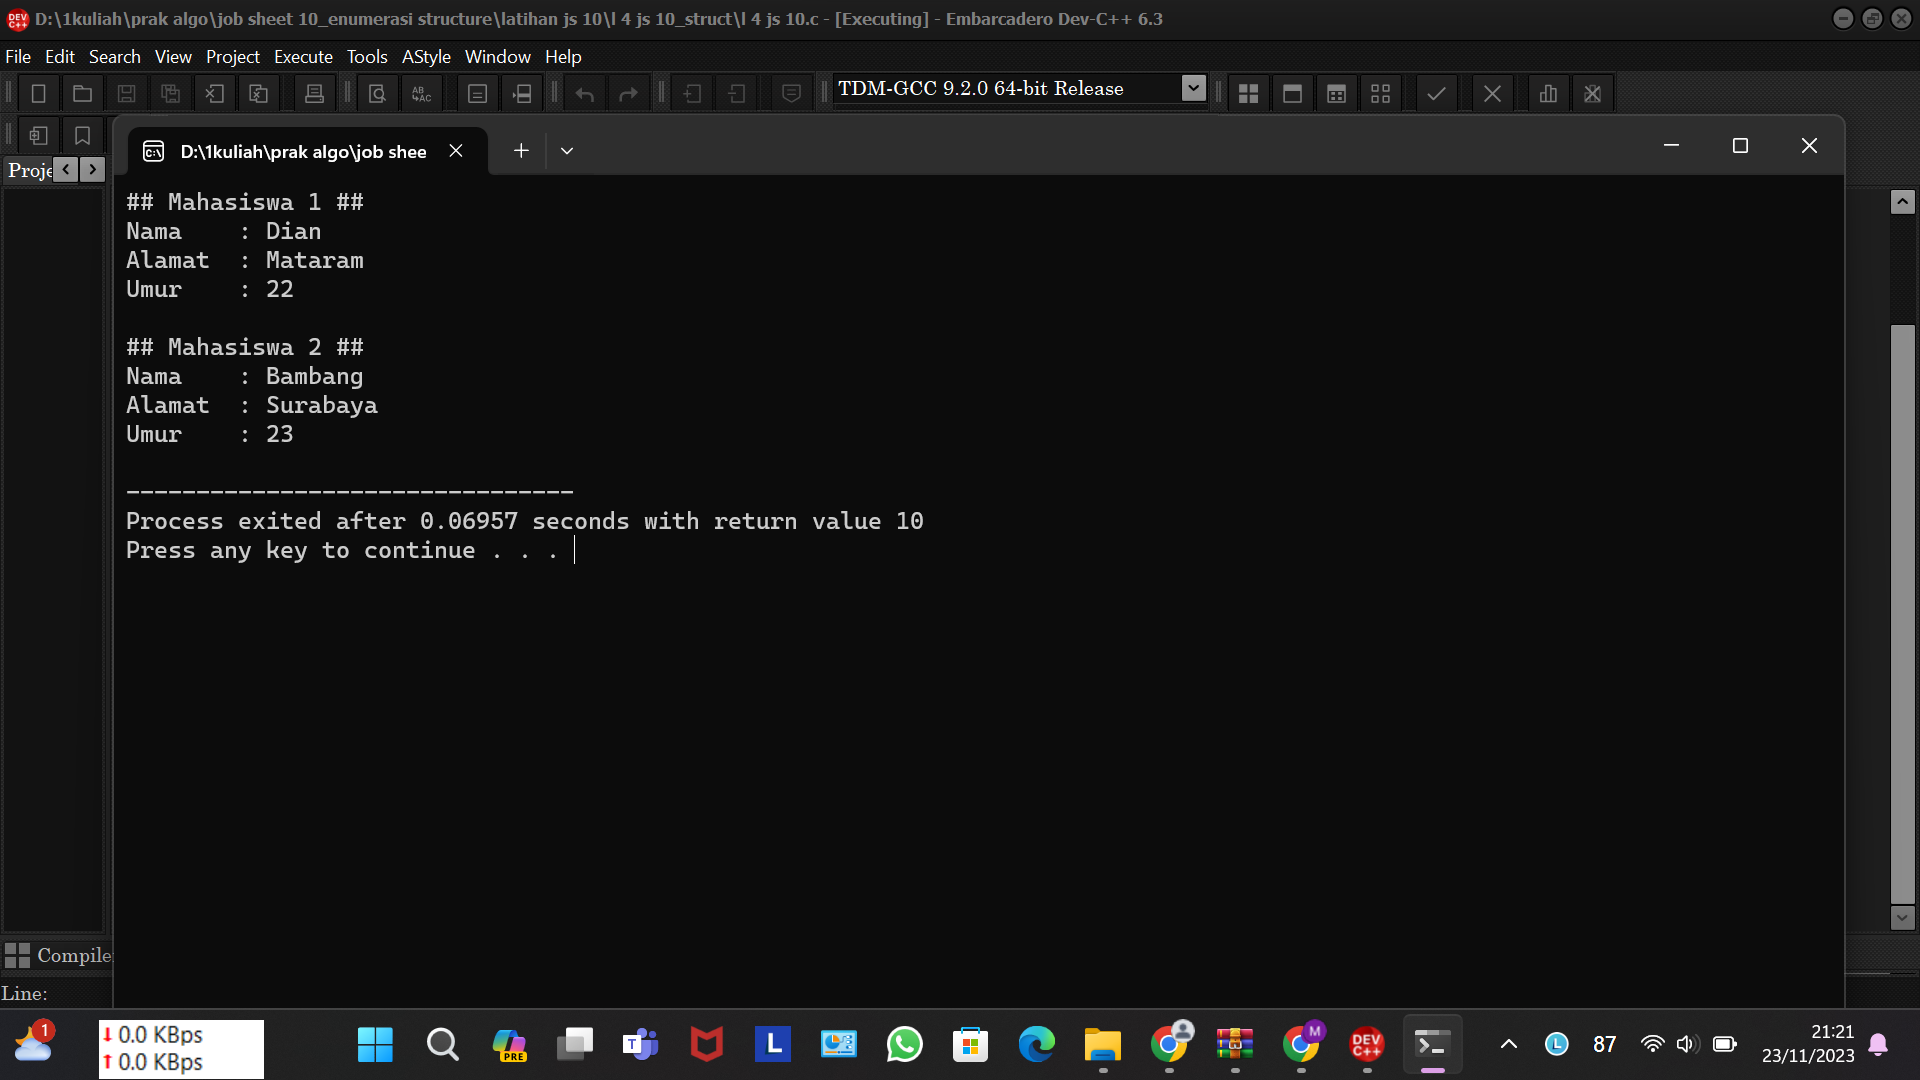 D:\1kuliah\prak algo\job sheet 10_enumerasi structure\latihan js 10\l 4 js 10_struct\l 4 js 10.c - [Executing] - Embarcadero Dev-C++ 6.3
File Edit Search View Project Execute Tools AStyle Window Help
TDM-GCC 9.2.0 64-bit Release
D:\1kuliah\prak algo\job shee
Proje
## Mahasiswa 1 ##
Nama : Dian
Alamat : Mataram
Umur : 22
## Mahasiswa 2 ##
Nama : Bambang
Alamat : Surabaya
Umur : 23
--------------------------------
Process exited after 0.06957 seconds with return value 10
Press any key to continue . . .
Compile
Line:
1
0.0 KBps
0.0 KBps
PRE
T
L
M
DEV C++
L
87
21:21
23/11/2023